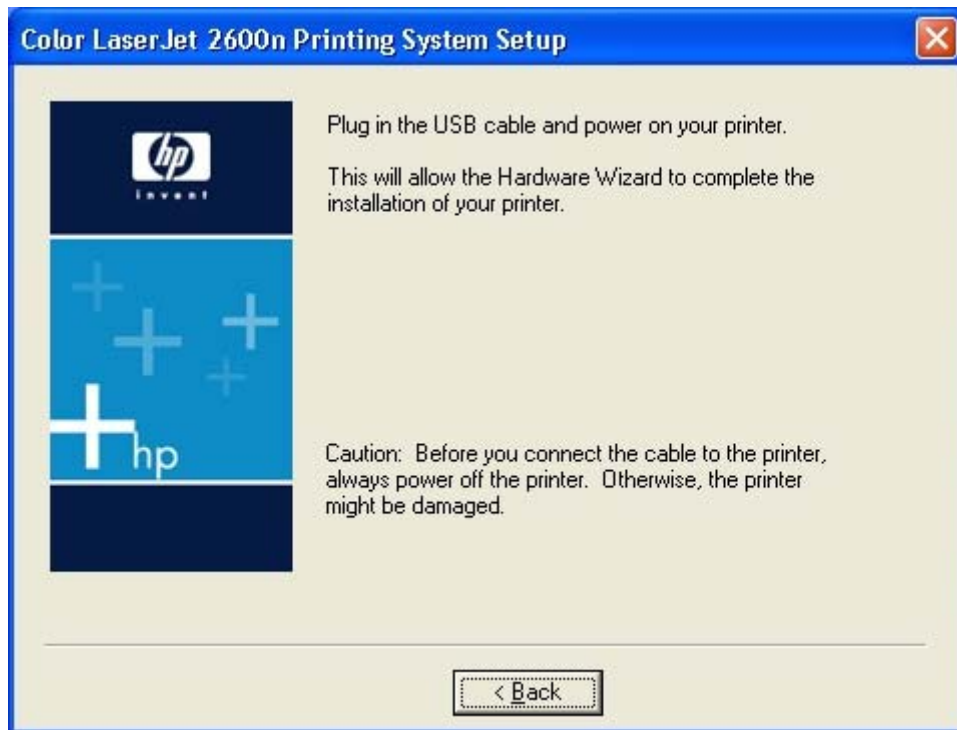 Color LaserJet 2600n Printing System Setup
hp
invent
Plug in the USB cable and power on your printer.
This will allow the Hardware Wizard to complete the
installation of your printer.
hp
Caution:  Before you connect the cable to the printer,
always power off the printer.  Otherwise, the printer
might be damaged.
< Back